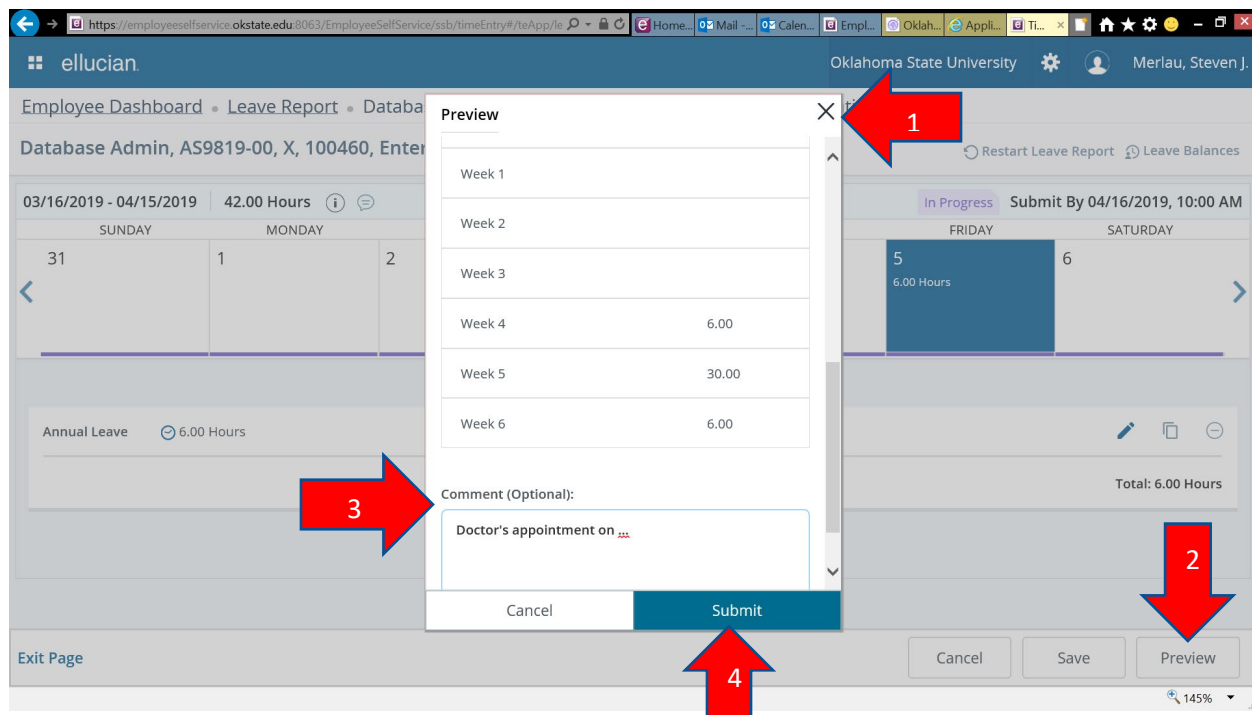 https://employeeselfservice.okstate.edu:8063/EmployeeSelfService/ssb/timeEntry#/teApp/le
Home... Mail -... Calen... Empl... Oklah... Appli... Ti...
ellucian
Oklahoma State University Merlau, Steven J.
Employee Dashboard • Leave Report • Databa
Database Admin, AS9819-00, X, 100460, Enter
Restart Leave Report Leave Balances
03/16/2019 - 04/15/2019 42.00 Hours
In Progress Submit By 04/16/2019, 10:00 AM
SUNDAY MONDAY FRIDAY SATURDAY
31 1 2 5 6
6.00 Hours
Annual Leave 6.00 Hours
Total: 6.00 Hours
Preview
Week 1
Week 2
Week 3
Week 4 6.00
Week 5 30.00
Week 6 6.00
Comment (Optional):
Doctor's appointment on ...
Cancel Submit
1
2
3
4
Exit Page Cancel Save Preview
145%